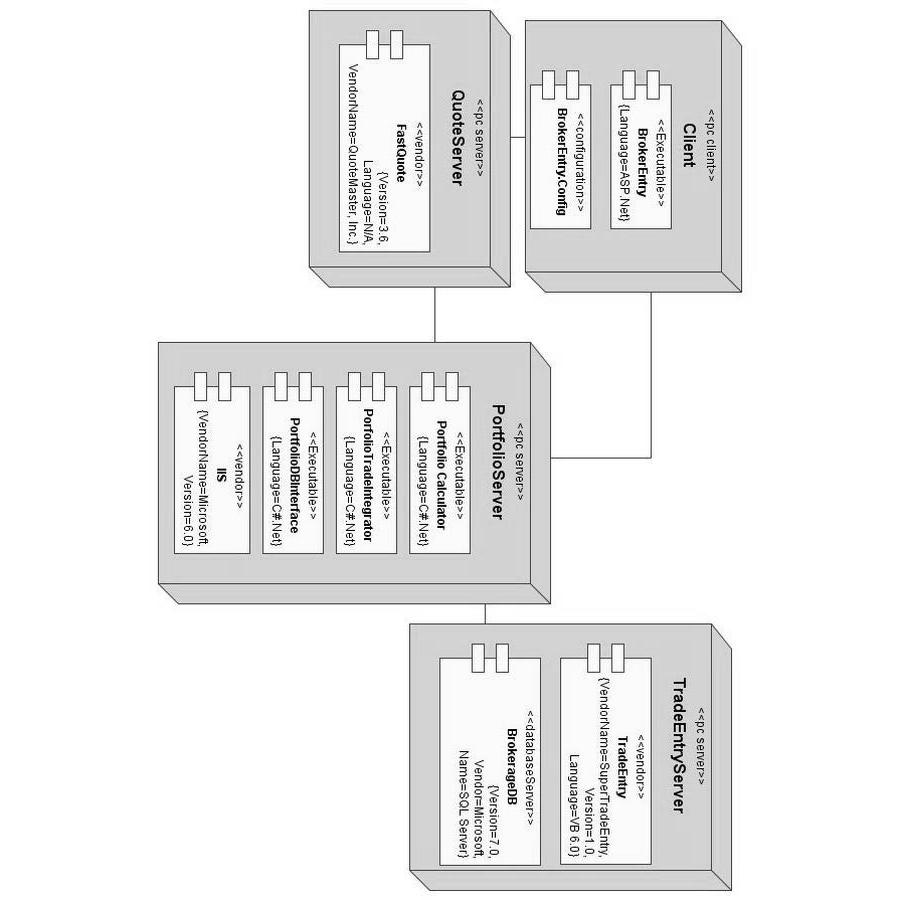 <<pc client>>
Client
<<Executable>>
BrokerEntry
{Language=ASP.Net}
<<configuration>>
BrokerEntry.Config
<<pc server>>
QuoteServer
<<vendor>>
FastQuote
{Version=3.6,
Language=N/A,
VendorName=QuoteMaster, Inc.}
<<pc server>>
PortfolioServer
<<Executable>>
Portfolio Calculator
{Language=C#.Net}
<<Executable>>
PorfolioTradeIntegrator
{Language=C#.Net}
<<Executable>>
PortfolioDBInterface
{Language=C#.Net}
<<vendor>>
IIS
{VendorName=Microsoft,
Version=6.0}
<<pc server>>
TradeEntryServer
<<vendor>>
TradeEntry
{VendorName=SuperTradeEntry,
Version=1.0,
Language=VB 6.0}
<<databaseServer>>
BrokerageDB
{Version=7.0,
Vendor=Microsoft,
Name=SQL Server}